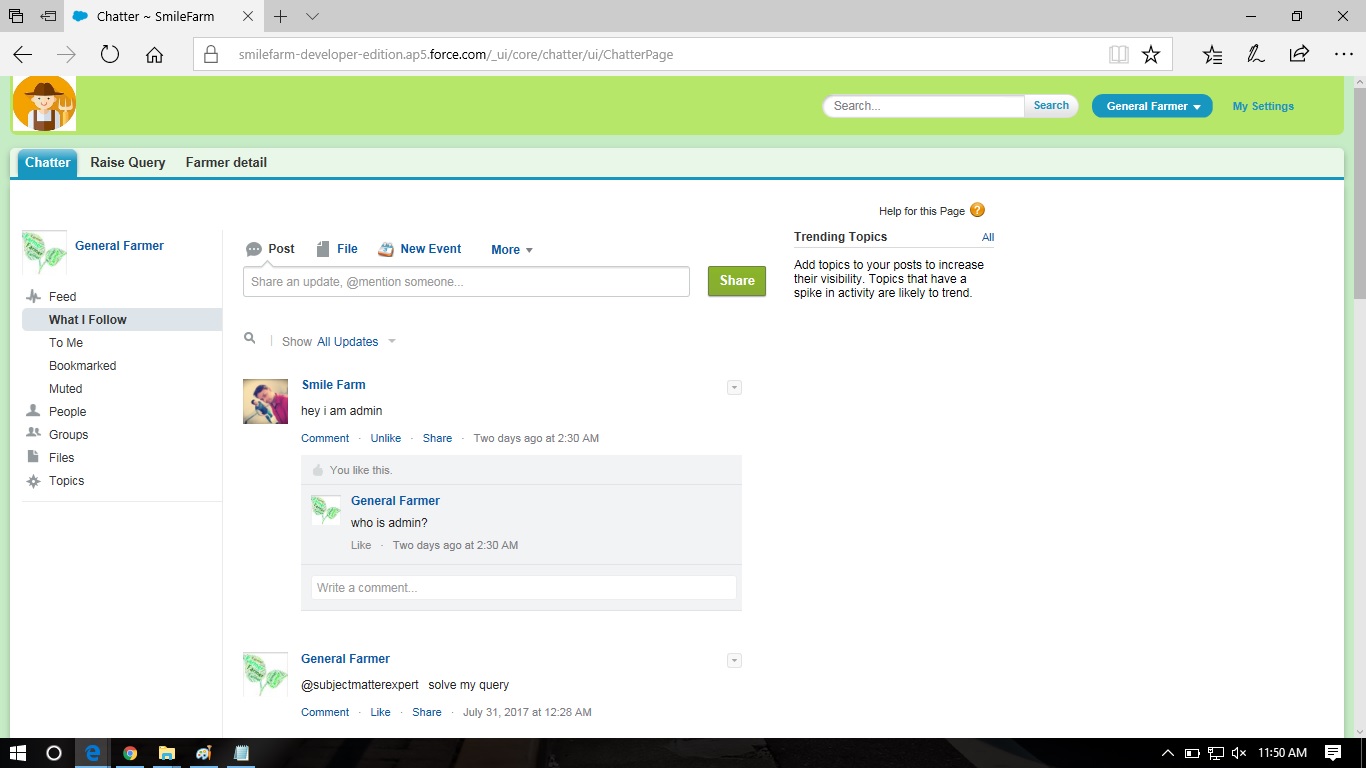 Chatter ~ SmileFarm
smilefarm-developer-edition.ap5.force.com/_ui/core/chatter/ui/ChatterPage
Search...
Search
General Farmer
My Settings
Chatter
Raise Query
Farmer detail
Help for this Page
General Farmer
Feed
What I Follow
To Me
Bookmarked
Muted
People
Groups
Files
Topics
Post
File
New Event
More
Share an update, @mention someone...
Share
Show All Updates
Smile Farm
hey i am admin
Comment · Unlike · Share · Two days ago at 2:30 AM
You like this.
General Farmer
who is admin?
Like · Two days ago at 2:30 AM
Write a comment...
General Farmer
@subjectmatterexpert solve my query
Comment · Like · Share · July 31, 2017 at 12:28 AM
Trending Topics
All
Add topics to your posts to increase
their visibility. Topics that have a
spike in activity are likely to trend.
11:50 AM